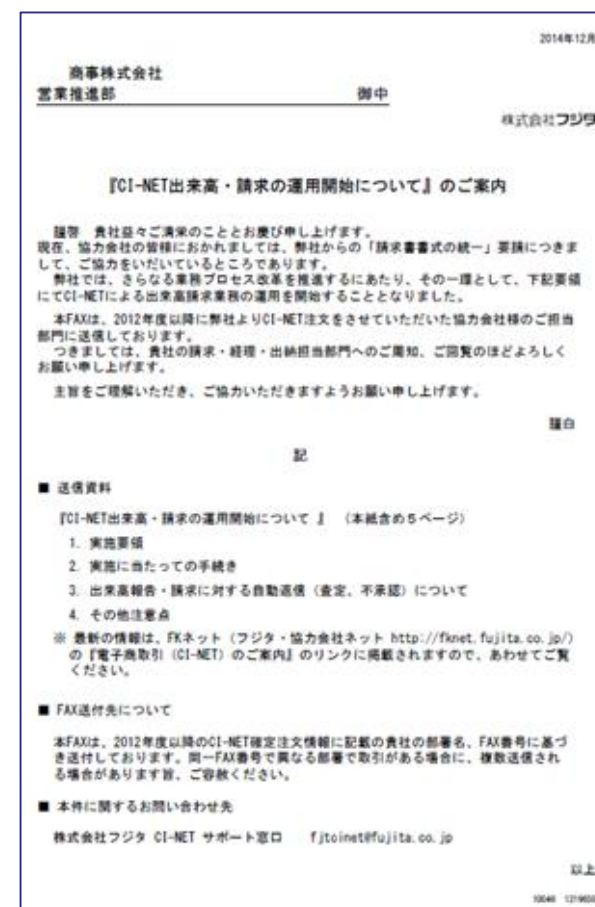 2014年12月
商事株式会社
営業推進部 御中
株式会社フジタ
『CI-NET出来高・請求の運用開始について』のご案内
謹啓 貴社益々ご清栄のこととお慶び申し上げます。
現在、協力会社の皆様におかれましては、弊社からの「請求書書式の統一」要請につきま
して、ご協力をいだいているところであります。
弊社では、さらなる業務プロセス改革を推進するにあたり、その一環として、下記要領
にてCI-NETによる出来高請求業務の運用を開始することとなりました。
本FAXは、2012年度以降に弊社よりCI-NET注文をさせていただいた協力会社様のご担当
部門に送信しております。
つきましては、貴社の請求・経理・出納担当部門へのご周知、ご回覧のほどよろしく
お願い申し上げます。
主旨をご理解いただき、ご協力いただきますようお願い申し上げます。
謹白
記
■ 送信資料
『CI-NET出来高・請求の運用開始について 』 （本紙含め５ページ）
1. 実施要領
2. 実施に当たっての手続き
3. 出来高報告・請求に対する自動返信（査定、不承認）について
4. その他注意点
※ 最新の情報は、FKネット（フジタ・協力会社ネット http://fknet.fujita.co.jp/）
の『電子商取引（CI-NET）のご案内』のリンクに掲載されますので、あわせてご覧
ください。
■ FAX送付先について
本FAXは、2012年度以降のCI-NET確定注文情報に記載の貴社の部署名、FAX番号に基づ
き送付しております。同一FAX番号で異なる部署で取引がある場合に、複数送信され
る場合があります旨、ご容赦ください。
■ 本件に関するお問い合わせ先
株式会社フジタ CI-NET サポート窓口 fjtcinet@fujita.co.jp
以上